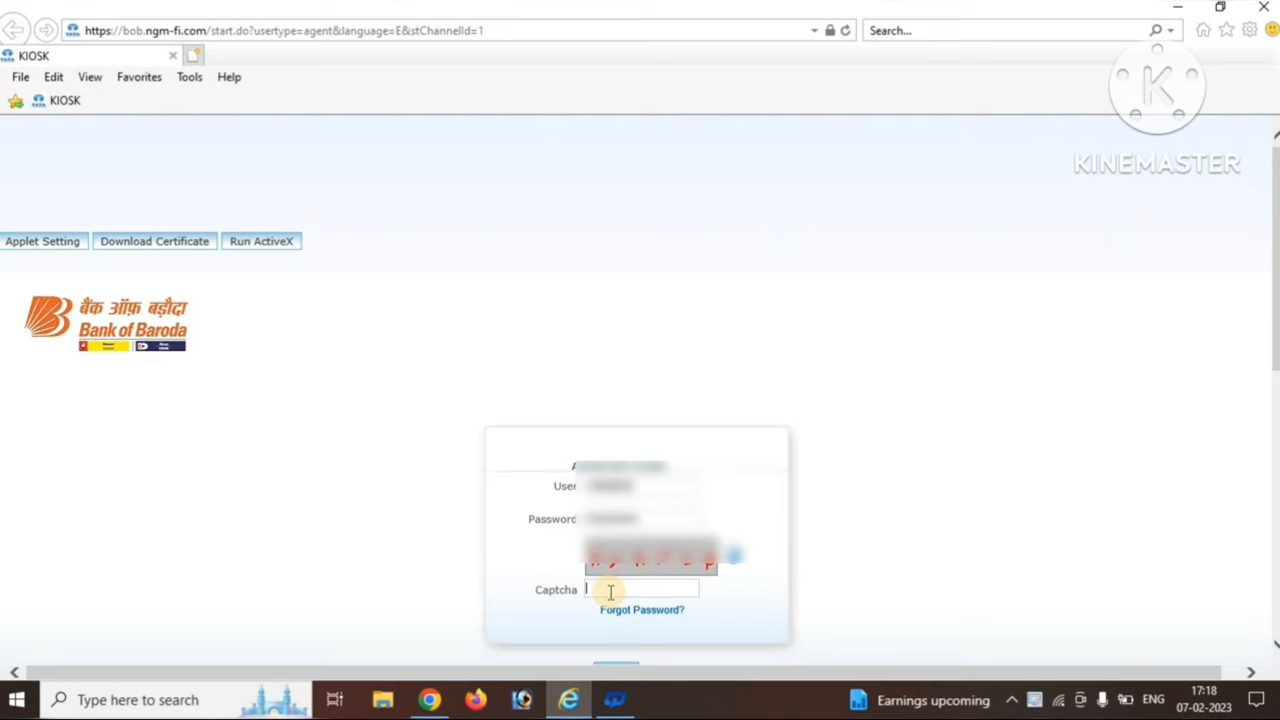 https://bob.ngm-fi.com/start.do?usertype=agent&language=E&stChannelId=1
Search...
KIOSK
File Edit View Favorites Tools Help
KIOSK
KINEMASTER
Applet Setting Download Certificate Run ActiveX
बैंक ऑफ़ बड़ौदा
Bank of Baroda
User
Password
Captcha
Forgot Password?
Type here to search
Earnings upcoming
ENG
17:18
07-02-2023